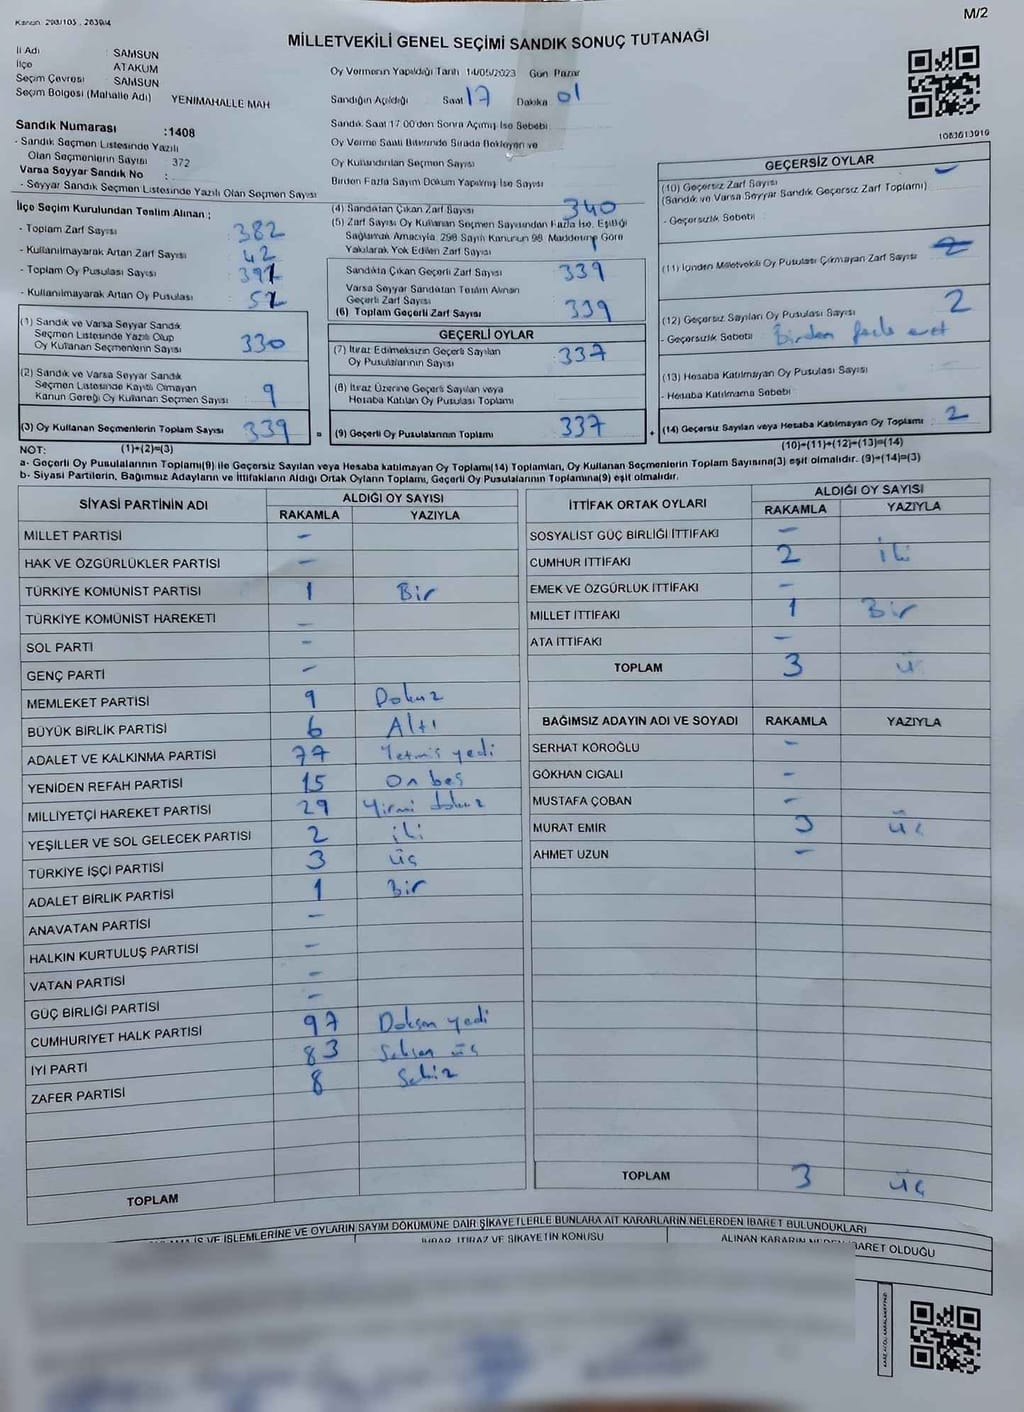 Kanun: 298/105, 2839/4
M/2
MİLLETVEKİLİ GENEL SEÇİMİ SANDIK SONUÇ TUTANAĞI
İl Adı : SAMSUN
İlçe : ATAKUM
Seçim Çevresi : SAMSUN
Seçim Bölgesi (Mahalle Adı) YENİMAHALLE MAH
Sandık Numarası :1408
- Sandık Seçmen Listesinde Yazılı
Olan Seçmenlerin Sayısı : 372
Varsa Seyyar Sandık No :
- Seyyar Sandık Seçmen Listesinde Yazılı Olan Seçmen Sayısı
Oy Vermenin Yapıldığı Tarih 14/05/2023 Gün Pazar
Sandığın Açıldığı Saat 17 Dakika 01
Sandık Saat 17:00'den Sonra Açılmış İse Sebebi
Oy Verme Saati Bitiminde Sırada Bekleyen ve
Oy Kullandırılan Seçmen Sayısı
Birden Fazla Sayım Döküm Yapılmış İse Sayısı
1083613919
İlçe Seçim Kurulundan Teslim Alınan ;
- Toplam Zarf Sayısı : 382
- Kullanılmayarak Artan Zarf Sayısı : 42
- Toplam Oy Pusulası Sayısı
- Kullanılmayarak Artan Oy Pusulası
(1) Sandık ve Varsa Seyyar Sandık
Seçmen Listesinde Yazılı Olup
Oy Kullanan Seçmenlerin Sayısı 330
(2) Sandık ve Varsa Seyyar Sandık
Seçmen Listesinde Kayıtlı Olmayan
Kanun Gereği Oy Kullanan Seçmen Sayısı 9
(3) Oy Kullanan Seçmenlerin Toplam Sayısı 339 =
(1)+(2)=(3)
(4) Sandıktan Çıkan Zarf Sayısı 340
(5) Zarf Sayısı Oy Kullanan Seçmen Sayısından Fazla İse, Eşitliği
Sağlamak Amacıyla, 298 Sayılı Kanunun 98. Maddesine Göre
Yakılarak Yok Edilen Zarf Sayısı 1
Sandıkta Çıkan Geçerli Zarf Sayısı 339
Varsa Seyyar Sandıktan Teslim Alınan
Geçerli Zarf Sayısı
(6) Toplam Geçerli Zarf Sayısı 339
GEÇERLİ OYLAR
(7) İtiraz Edilmeksizin Geçerli Sayılan
Oy Pusulalarının Sayısı 337
(8) İtiraz Üzerine Geçerli Sayılan veya
Hesaba Katılan Oy Pusulası Toplamı
(9) Geçerli Oy Pusulalarının Toplamı 337 +
GEÇERSİZ OYLAR
(10) Geçersiz Zarf Sayısı -
(Sandık ve Varsa Seyyar Sandık Geçersiz Zarf Toplamı)
- Geçersizlik Sebebi :
(11) İçinden Milletvekili Oy Pusulası Çıkmayan Zarf Sayısı
(12) Geçersiz Sayılan Oy Pusulası Sayısı 2
- Geçersizlik Sebebi : Birden fazla evet
(13) Hesaba Katılmayan Oy Pusulası Sayısı
- Hesaba Katılmama Sebebi :
(14) Geçersiz Sayılan veya Hesaba Katılmayan Oy Toplamı 2
(10)+(11)+(12)+(13)=(14)
NOT:
a- Geçerli Oy Pusulalarının Toplamı(9) ile Geçersiz Sayılan veya Hesaba katılmayan Oy Toplamı(14) Toplamları, Oy Kullanan Seçmenlerin Toplam Sayısına(3) eşit olmalıdır. (9)+(14)=(3)
b- Siyasi Partilerin, Bağımsız Adayların ve İttifakların Aldığı Ortak Oyların Toplamı, Geçerli Oy Pusulalarının Toplamına(9) eşit olmalıdır.
SİYASİ PARTİNİN ADI ALDIĞI OY SAYISI
RAKAMLA YAZIYLA
MİLLET PARTİSİ -
HAK VE ÖZGÜRLÜKLER PARTİSİ -
TÜRKİYE KOMÜNİST PARTİSİ 1 Bir
TÜRKİYE KOMÜNİST HAREKETİ -
SOL PARTİ -
GENÇ PARTİ -
MEMLEKET PARTİSİ 9 Dokuz
BÜYÜK BİRLİK PARTİSİ 6 Altı
ADALET VE KALKINMA PARTİSİ 77 Yetmiş yedi
YENİDEN REFAH PARTİSİ 15 On beş
MİLLİYETÇİ HAREKET PARTİSİ 29 Yirmi dokuz
YEŞİLLER VE SOL GELECEK PARTİSİ 2 iki
TÜRKİYE İŞÇİ PARTİSİ 3 üç
ADALET BİRLİK PARTİSİ 1 Bir
ANAVATAN PARTİSİ -
HALKIN KURTULUŞ PARTİSİ -
VATAN PARTİSİ -
GÜÇ BİRLİĞİ PARTİSİ -
CUMHURİYET HALK PARTİSİ 97 Doksan yedi
İYİ PARTİ 83 Seksen üç
ZAFER PARTİSİ 8 Sekiz
TOPLAM
İTTİFAK ORTAK OYLARI ALDIĞI OY SAYISI
RAKAMLA YAZIYLA
SOSYALİST GÜÇ BİRLİĞİ İTTİFAKI -
CUMHUR İTTİFAKI 2 İki
EMEK VE ÖZGÜRLÜK İTTİFAKI -
MİLLET İTTİFAKI 1 Bir
ATA İTTİFAKI -
TOPLAM 3 ü
BAĞIMSIZ ADAYIN ADI VE SOYADI RAKAMLA YAZIYLA
SERHAT KÖROĞLU -
GÖKHAN CIGALI -
MUSTAFA ÇOBAN -
MURAT EMİR 3 Üç
AHMET UZUN -
TOPLAM 3 üç
İŞ VE İŞLEMLERİNE VE OYLARIN SAYIM DÖKÜMÜNE DAİR ŞİKAYETLERLE BUNLARA AİT KARARLARIN NELERDEN İBARET BULUNDUKLARI
İHBAR, İTİRAZ VE ŞİKAYETİN KONUSU
ALINAN KARARIN NEDEN İBARET OLDUĞU